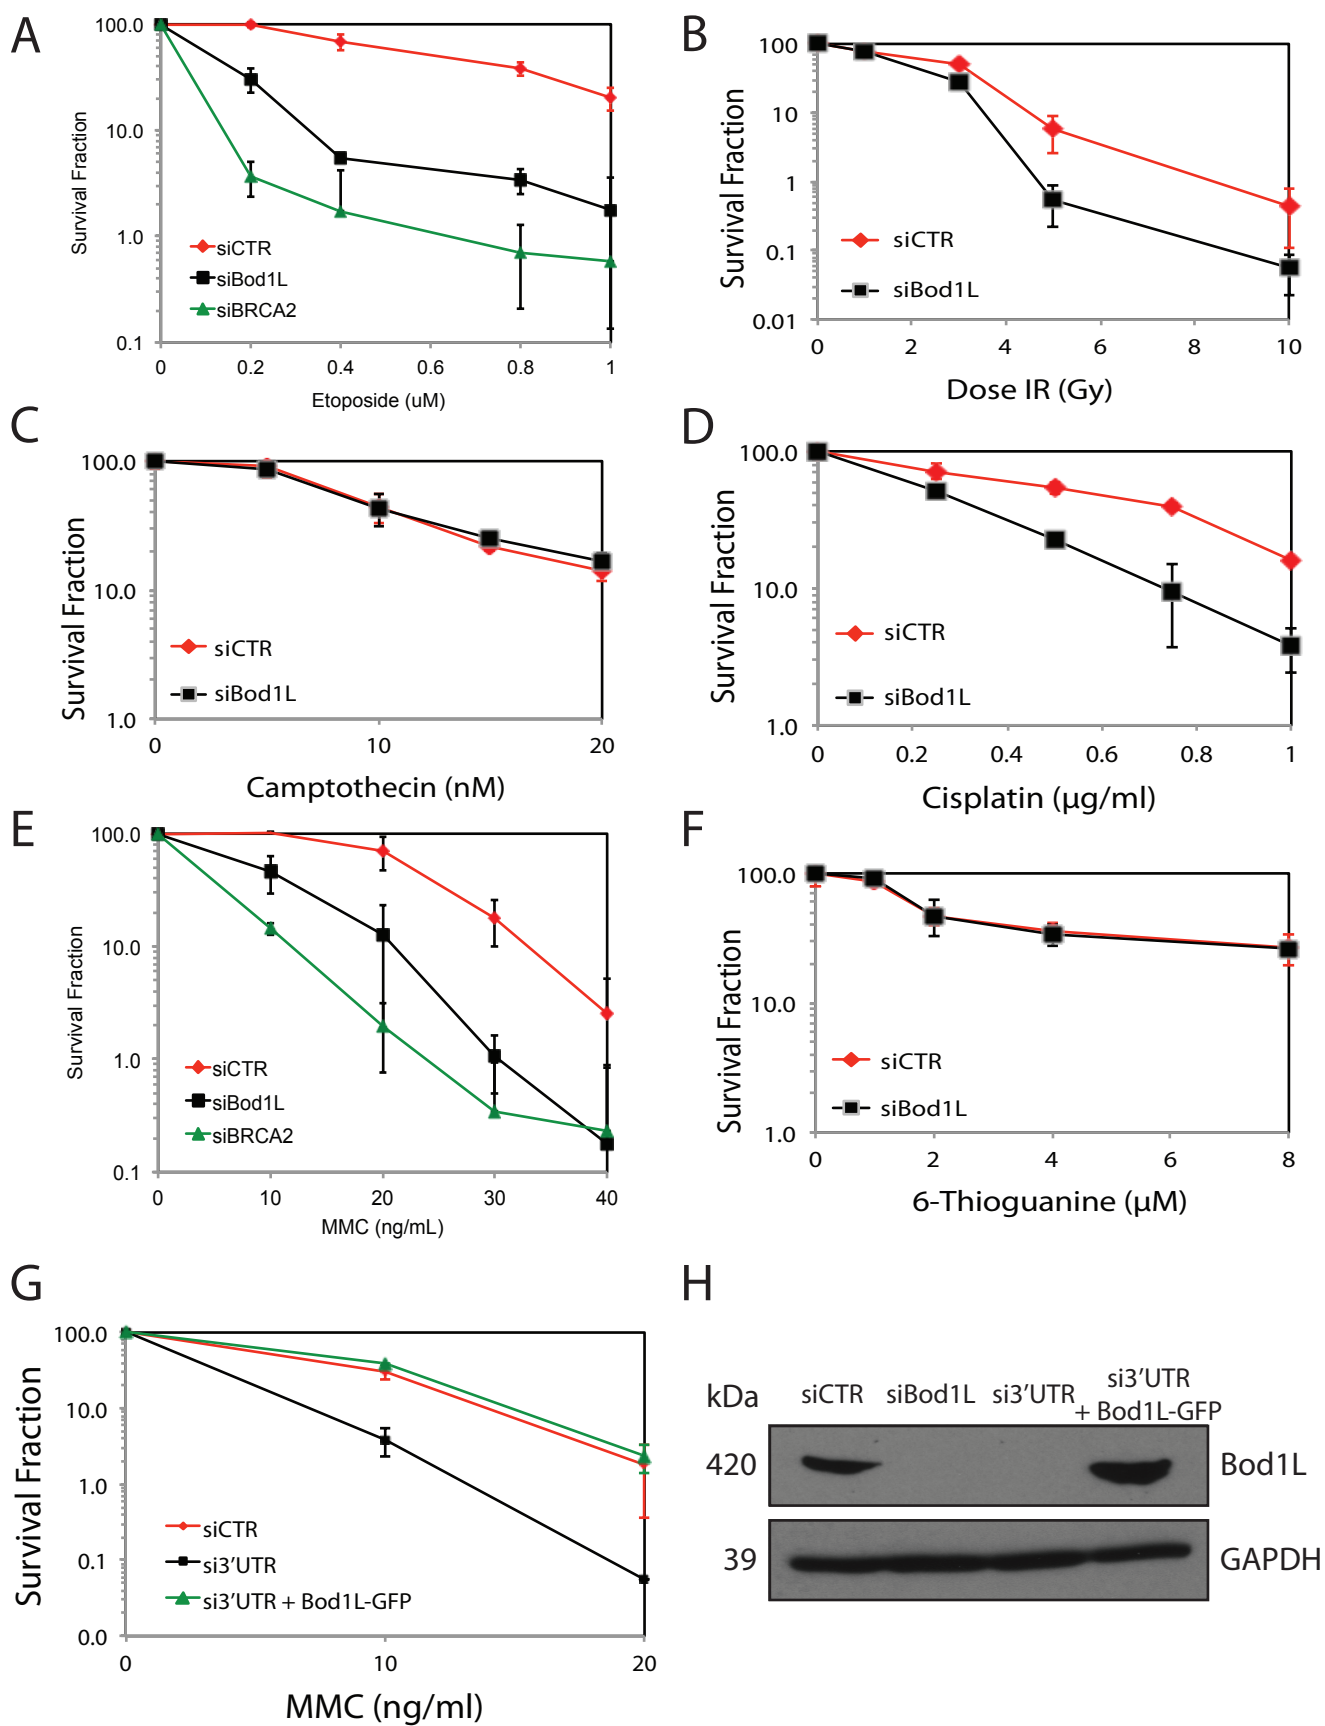 A
100.0
10.0
1.0
0.1
Survival Fraction
siCTR
siBod1L
siBRCA2
0 0.2 0.4 0.6 0.8 1
Etoposide (uM)
B
100
10
1
0.1
0.01
Survival Fraction
siCTR
siBod1L
0 2 4 6 8 10
Dose IR (Gy)
C
100.0
10.0
1.0
Survival Fraction
siCTR
siBod1L
0 10 20
Camptothecin (nM)
D
100.0
10.0
1.0
Survival Fraction
siCTR
siBod1L
0 0.2 0.4 0.6 0.8 1
Cisplatin (μg/ml)
E
100.0
10.0
1.0
0.1
Survival Fraction
siCTR
siBod1L
siBRCA2
0 10 20 30 40
MMC (ng/mL)
F
100.0
10.0
1.0
Survival Fraction
siCTR
siBod1L
0 2 4 6 8
6-Thioguanine (μM)
G
100.0
10.0
1.0
0.1
0.0
Survival Fraction
siCTR
si3’UTR
si3’UTR + Bod1L-GFP
0 10 20
MMC (ng/ml)
H
kDa siCTR siBod1L si3’UTR si3’UTR
+ Bod1L-GFP
420 Bod1L
39 GAPDH